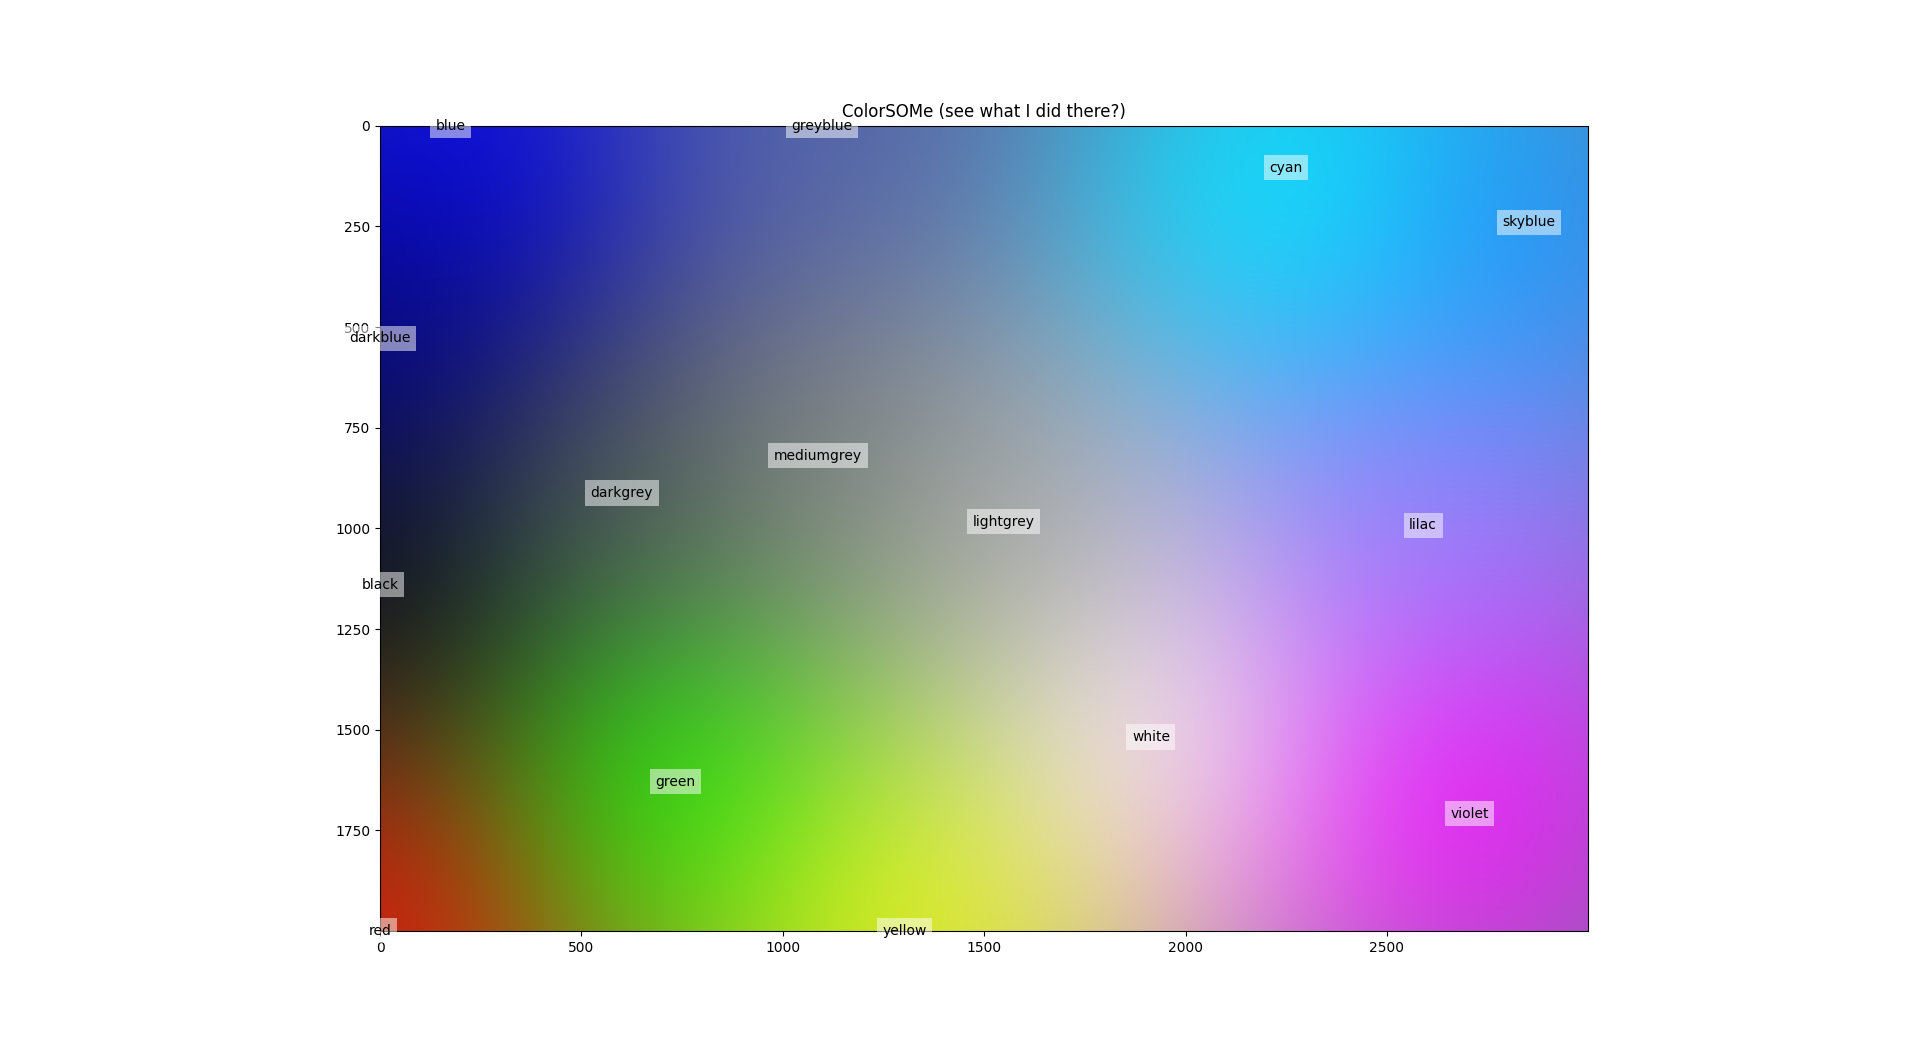 ColorSOMe (see what I did there?)
0
blue
greyblue
cyan
skyblue
250
500
darkblue
750
mediumgrey
darkgrey
lightgrey
lilac
1000
black
1250
1500
white
green
violet
1750
red
yellow
0
500
1000
1500
2000
2500